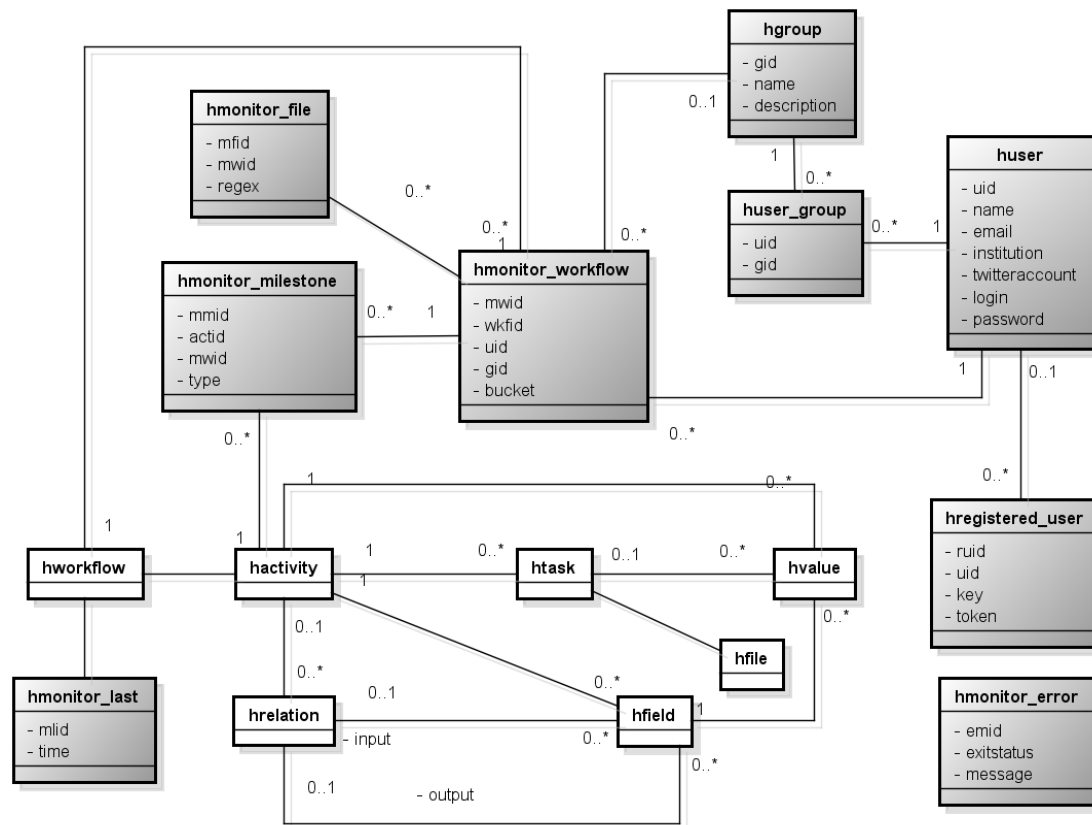 hgroup
- gid
- name
- description
hmonitor_file
- mfid
- mwid
- regex
0..1
1
0..*
huser
- uid
- name
- email
- institution
- twitteraccount
- login
- password
huser_group
- uid
- gid
0..*
1
0..*
0..*
1
0..*
hmonitor_workflow
- mwid
- wkfid
- uid
- gid
- bucket
hmonitor_milestone
- mmid
- actid
- mwid
- type
0..*
1
1
0..1
0..*
0..*
1
0..*
0..*
hregistered_user
- ruid
- uid
- key
- token
1
1
1
0..*
0..1
0..*
hworkflow
hactivity
htask
hvalue
1
0..1
0..*
hfile
0..*
0..1
0..*
hmonitor_last
- mlid
- time
hrelation
hfield
1
- input
0..*
0..*
0..1
- output
hmonitor_error
- emid
- exitstatus
- message